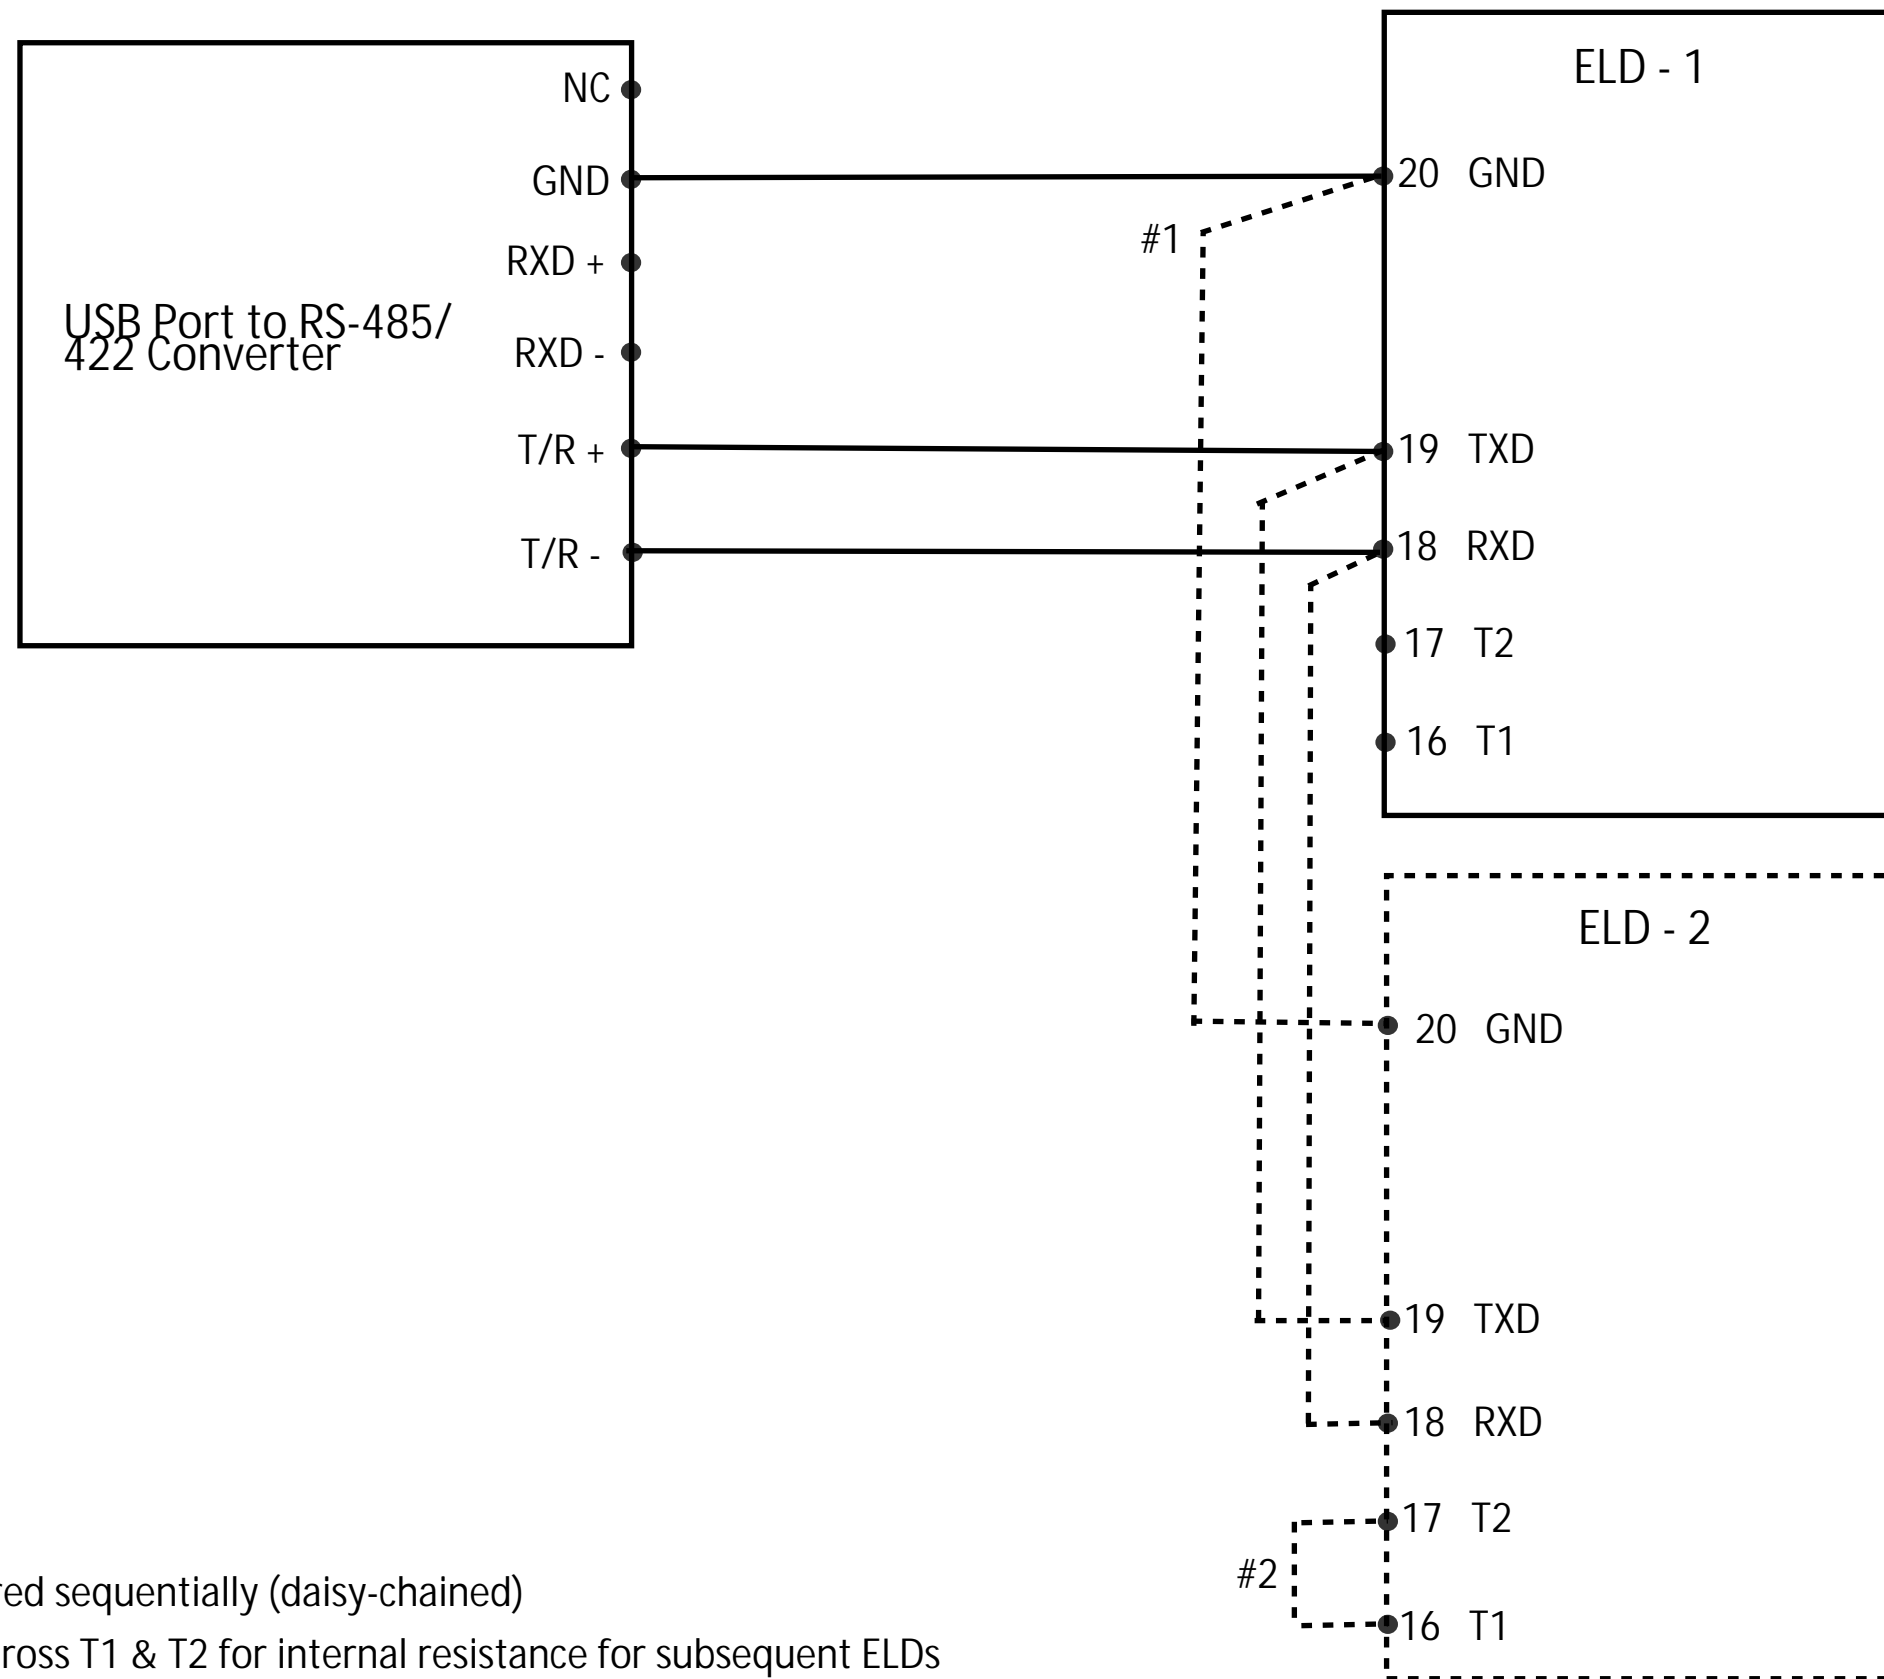 ELD - 1
NC
GND
RXD +
RXD -
T/R +
T/R -
USB Port to RS-485/
422 Converter
20 GND
#1
19 TXD
18 RXD
17 T2
16 T1
ELD - 2
20 GND
19 TXD
18 RXD
17 T2
#2
16 T1
sequentially (daisy-chained)
T1 & T2 for internal resistance for subsequent ELDs